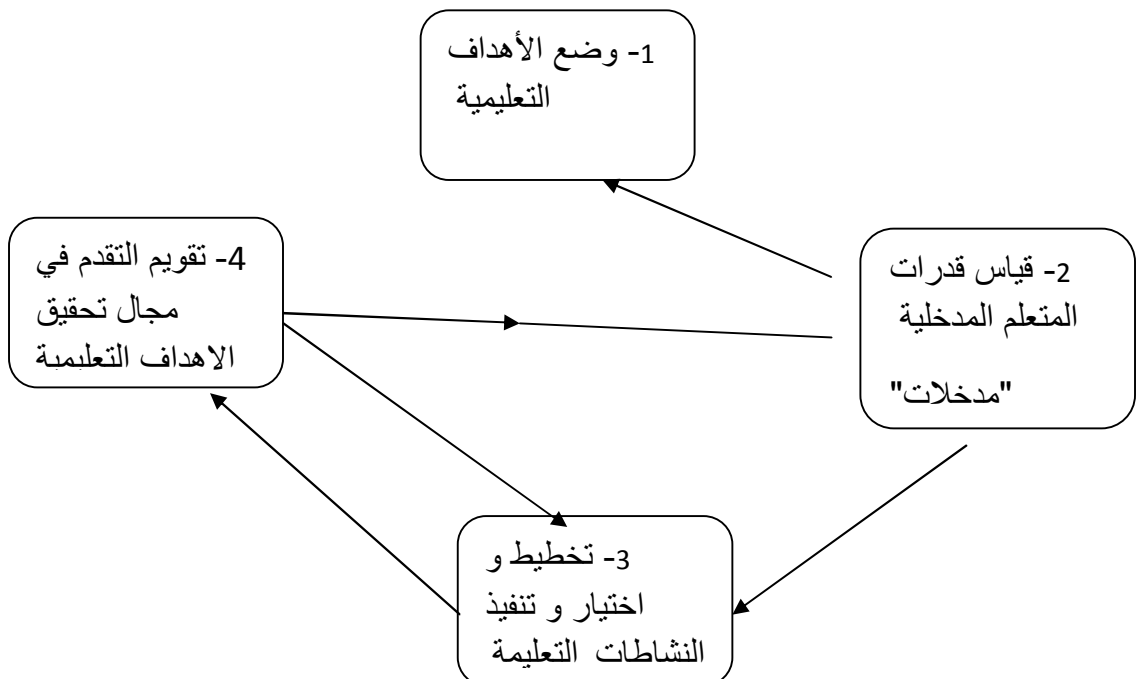 1- وضع الأهداف
التعليمية
2- قياس قدرات
المتعلم المدخلية
"مدخلات"
3- تخطيط و
اختيار و تنفيذ
النشاطات التعليمة
4- تقويم التقدم في
مجال تحقيق
الاهداف التعليمية